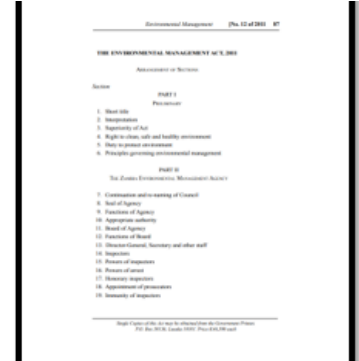 Environmental Management [No. 12 of 2011 87
THE ENVIRONMENTAL MANAGEMENT ACT, 2011
ARRANGEMENT OF SECTIONS
Section
PART I
PRELIMINARY
1. Short title
2. Interpretation
3. Superiority of Act
4. Right to clean, safe and healthy environment
5. Duty to protect environment
6. Principles governing environmental management
PART II
THE ZAMBIA ENVIRONMENTAL MANAGEMENT AGENCY
7. Continuation and re-naming of Council
8. Seal of Agency
9. Functions of Agency
10. Appropriate authority
11. Board of Agency
12. Functions of Board
13. Director-General, Secretary and other staff
14. Inspectors
15. Powers of inspectors
16. Powers of arrest
17. Honorary inspectors
18. Appointment of prosecutors
19. Immunity of inspectors
Single Copies of this Act may be obtained from the Government Printer,
P.O. Box 30136, Lusaka 10101. Price each